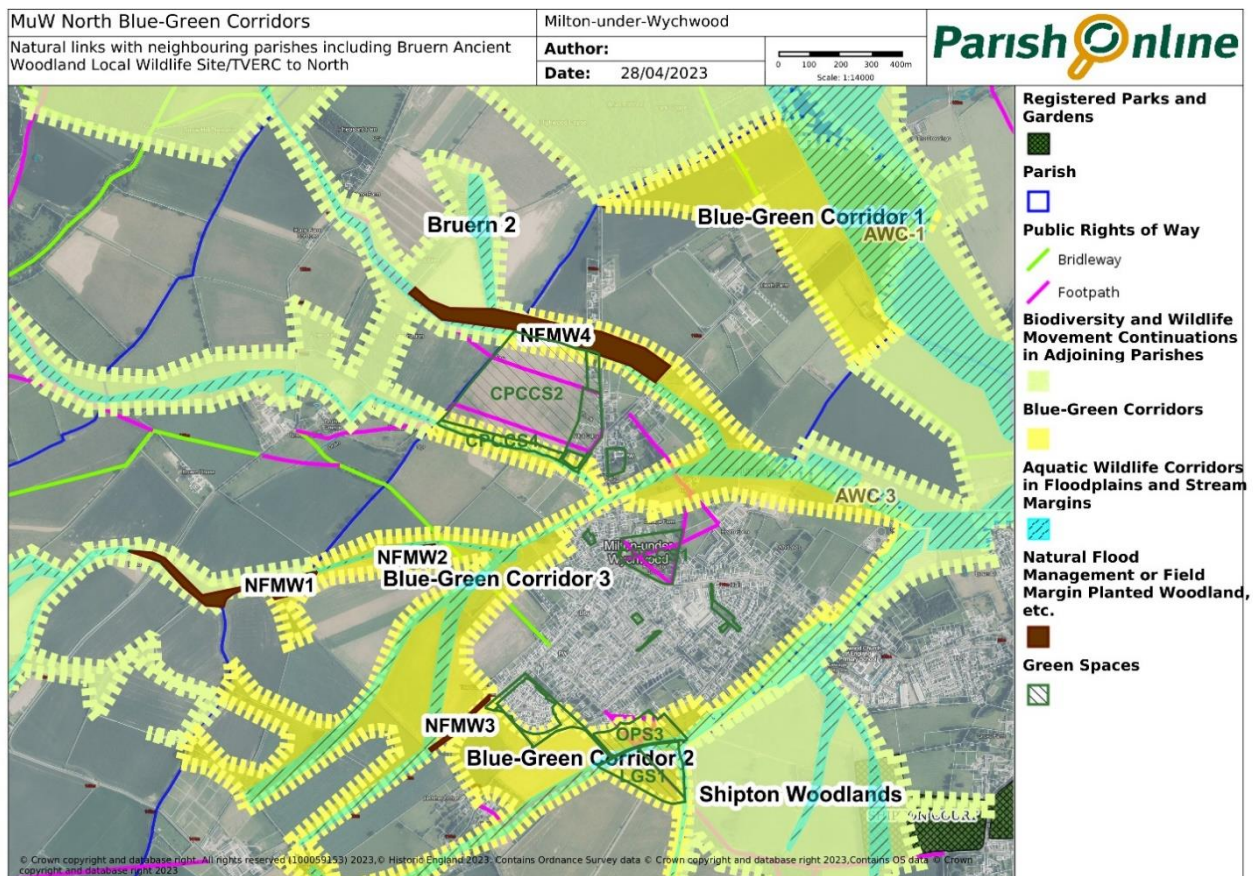 MuW North Blue-Green Corridors
Natural links with neighbouring parishes including Bruern Ancient
Woodland Local Wildlife Site/TVERC to North
Milton-under-Wychwood
Author:
Date: 28/04/2023
0 100 200 300 400m
Scale: 1:14000
Parish Online
Registered Parks and
Gardens
Parish
Public Rights of Way
Bridleway
Footpath
Biodiversity and Wildlife
Movement Continuations
in Adjoining Parishes
Blue-Green Corridors
Aquatic Wildlife Corridors
in Floodplains and Stream
Margins
Natural Flood
Management or Field
Margin Planted Woodland,
etc.
Green Spaces
Bruern 2
Blue-Green Corridor 1
AWC-1
NFMW4
CPCCS2
CPCCS4
AWC 3
Milton-under
Wychwood
NFMW2
NFMW1
Blue-Green Corridor 3
NFMW3
OPS3
Blue-Green Corridor 2
LGS1
Shipton Woodlands
SHIPTON COURT
© Crown copyright and database right. All rights reserved (100059153) 2023,© Historic England 2023. Contains Ordnance Survey data © Crown copyright and database right 2023,Contains OS data © Crown
copyright and database right 2023